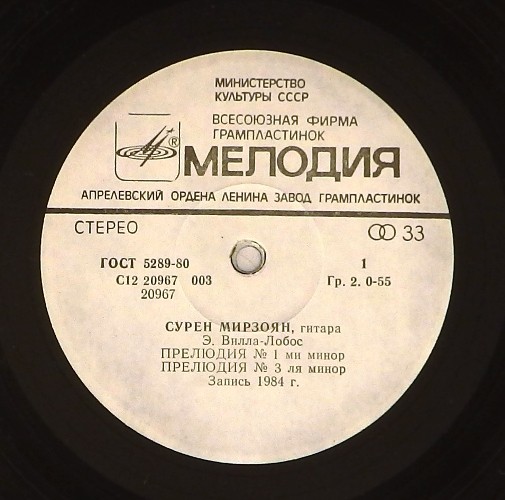 МИНИСТЕРСТВО
КУЛЬТУРЫ СССР
ВСЕСОЮЗНАЯ ФИРМА
ГРАМПЛАСТИНОК
®
МЕЛОДИЯ
АПРЕЛЕВСКИЙ ОРДЕНА ЛЕНИНА ЗАВОД ГРАМПЛАСТИНОК
СТЕРЕО
33
ГОСТ 5289-80
1
С12 20967 003
Гр. 2. 0-55
20967
СУРЕН МИРЗОЯН, гитара
Э. Вилла-Лобос
ПРЕЛЮДИЯ № 1 ми минор
ПРЕЛЮДИЯ № 3 ля минор
Запись 1984 г.